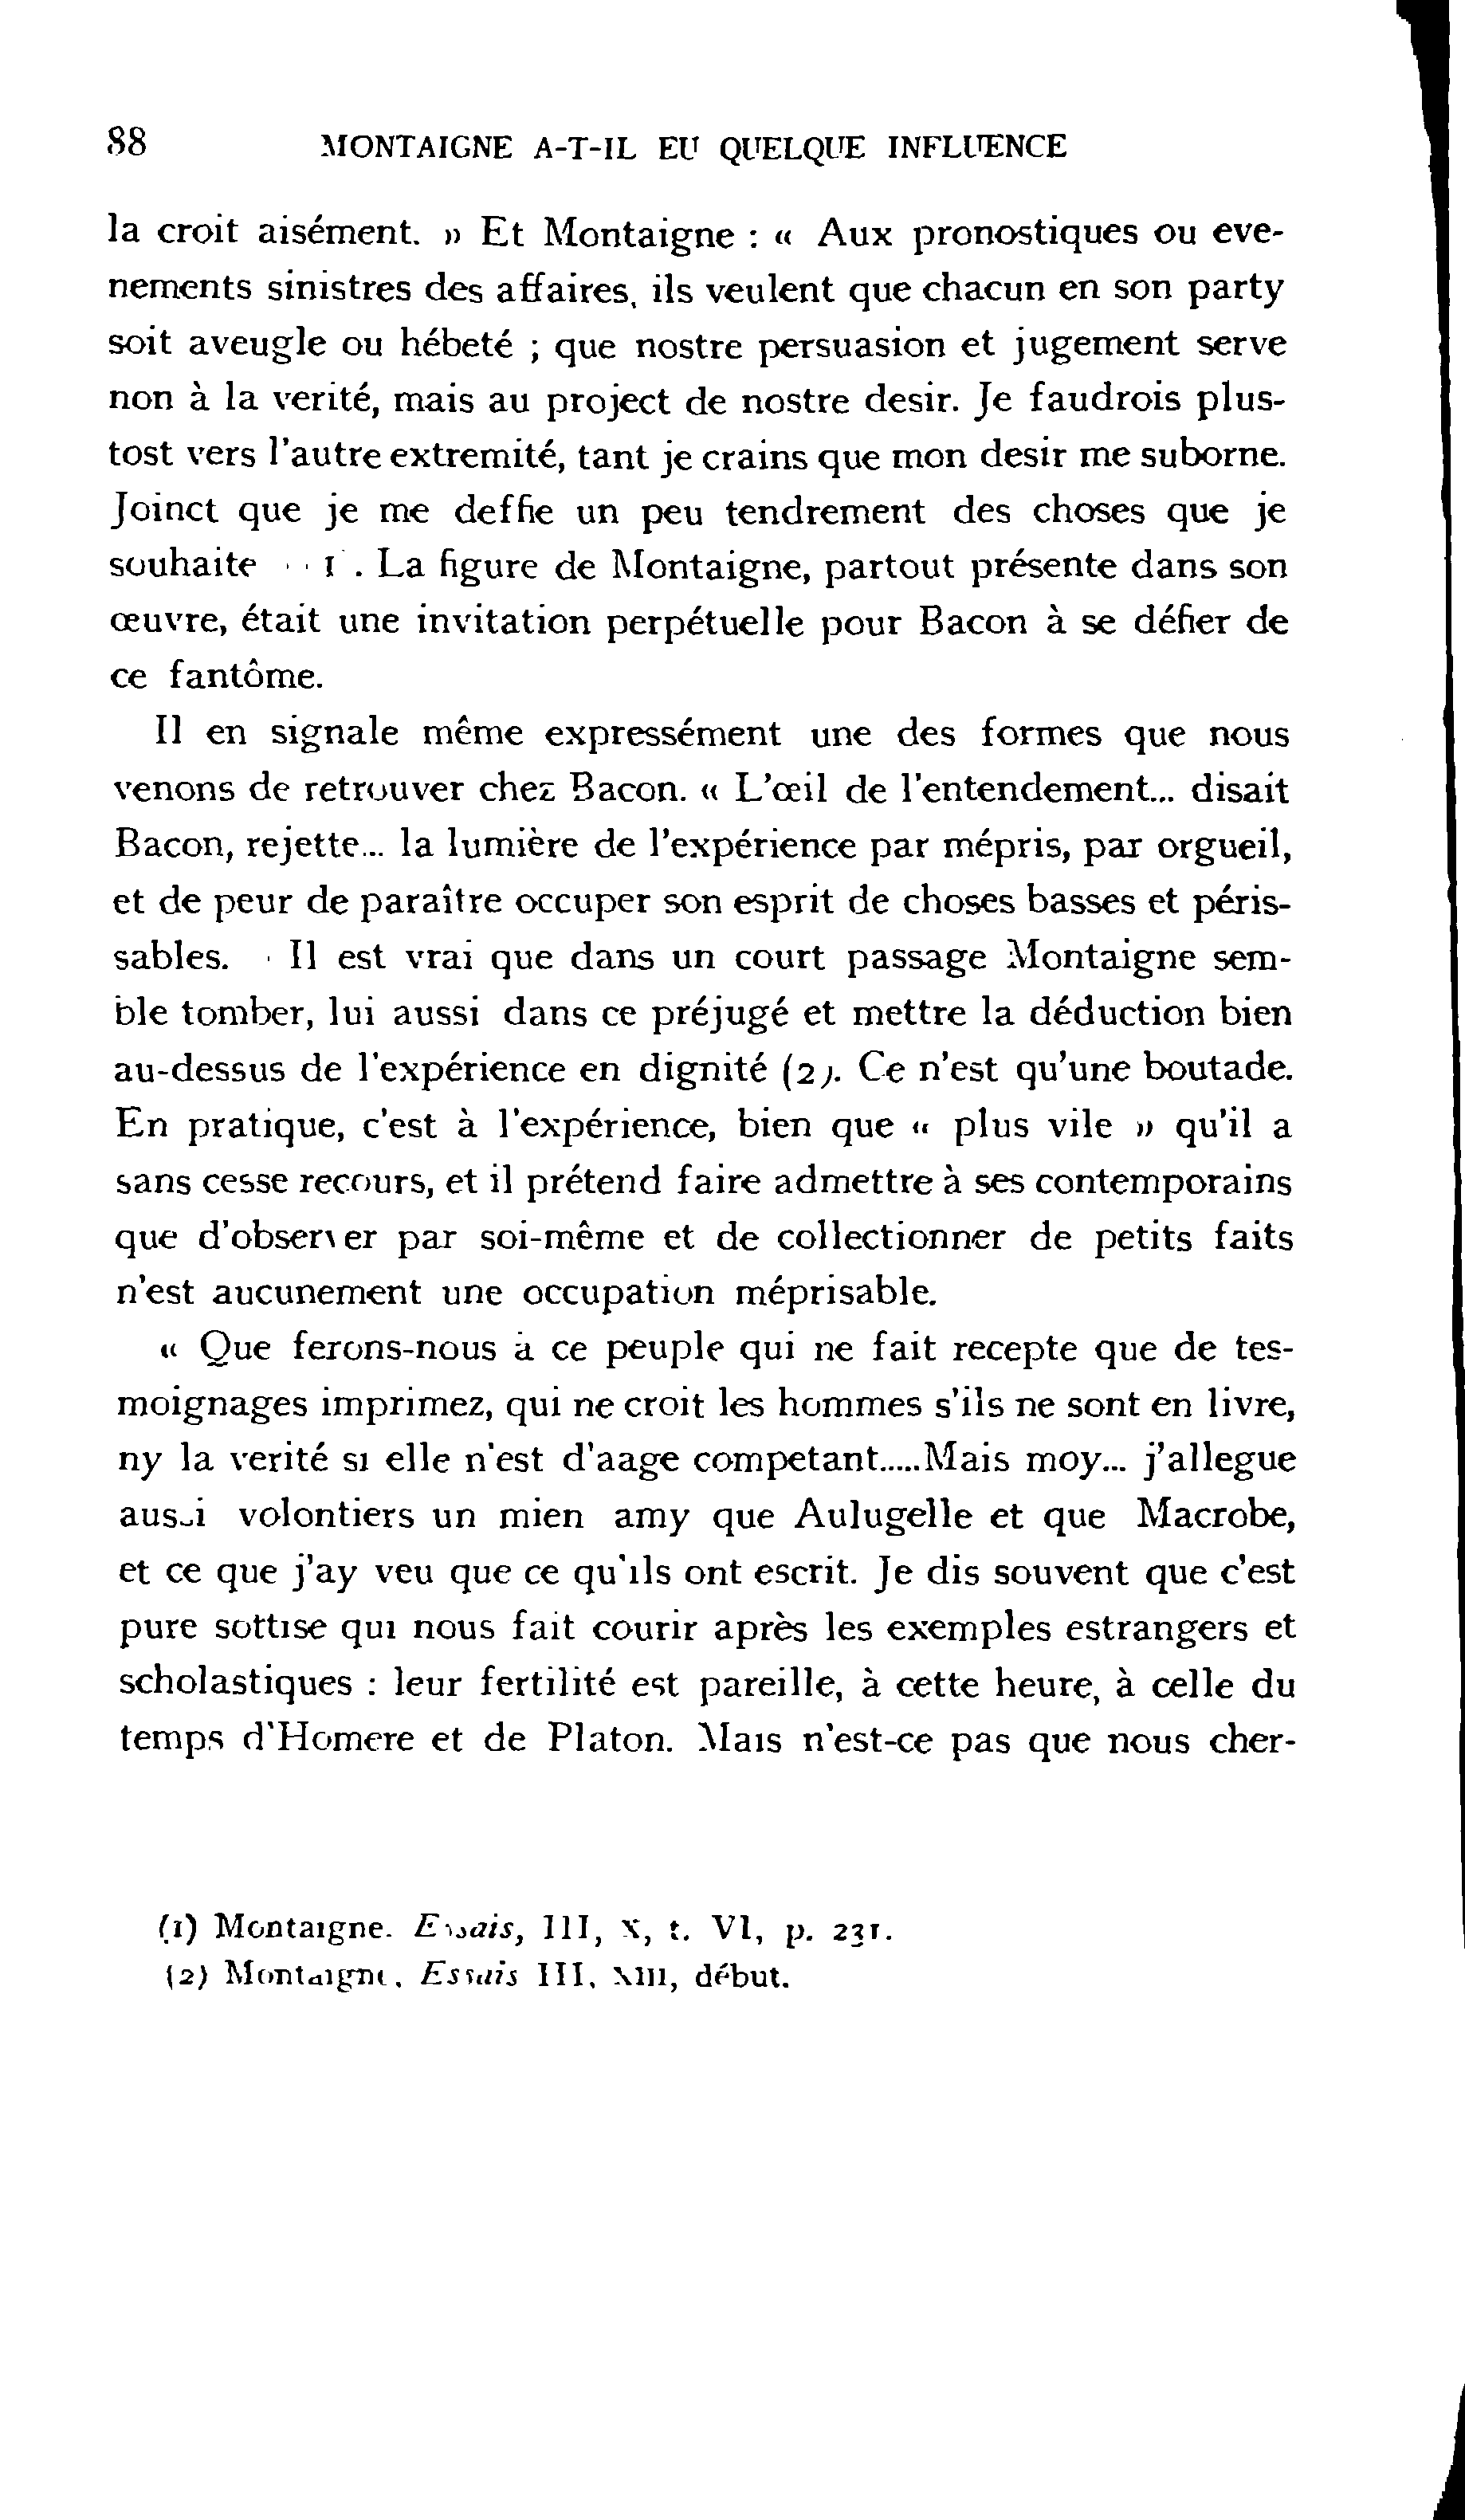 88 MONTAIGNE A-T-IL EU QUELQUE INFLUENCE
la croit aisément. » Et Montaigne : « Aux pronostiques ou eve-
nements sinistres des affaires, ils veulent que chacun en son party
soit aveugle ou hébeté ; que nostre persuasion et jugement serve
non à la verité, mais au project de nostre desir. Je faudrois plus-
tost vers l'autre extremité, tant je crains que mon desir me suborne.
Joinct que je me deffie un peu tendrement des choses que je
souhaite » (1). La figure de Montaigne, partout présente dans son
œuvre, était une invitation perpétuelle pour Bacon à se défier de
ce fantôme.
Il en signale même expressément une des formes que nous
venons de retrouver chez Bacon. « L'œil de l'entendement... disait
Bacon, rejette... la lumière de l'expérience par mépris, par orgueil,
et de peur de paraître occuper son esprit de choses basses et péris-
sables. » Il est vrai que dans un court passage Montaigne sem-
ble tomber, lui aussi dans ce préjugé et mettre la déduction bien
au-dessus de l'expérience en dignité (2). Ce n'est qu'une boutade.
En pratique, c'est à l'expérience, bien que « plus vile » qu'il a
sans cesse recours, et il prétend faire admettre à ses contemporains
que d'observer par soi-même et de collectionner de petits faits
n'est aucunement une occupation méprisable.
« Que ferons-nous à ce peuple qui ne fait recepte que de tes-
moignages imprimez, qui ne croit les hommes s'ils ne sont en livre,
ny la verité si elle n'est d'aage competant.....Mais moy... j'allegue
aussi volontiers un mien amy que Aulugelle et que Macrobe,
et ce que j'ay veu que ce qu'ils ont escrit. Je dis souvent que c'est
pure sottise qui nous fait courir après les exemples estrangers et
scholastiques : leur fertilité est pareille, à cette heure, à celle du
temps d'Homere et de Platon. Mais n'est-ce pas que nous cher-
(1) Montaigne. Essais, III, x, t. VI, p. 231.
(2) Montaigne, Essais III, XIII, début.